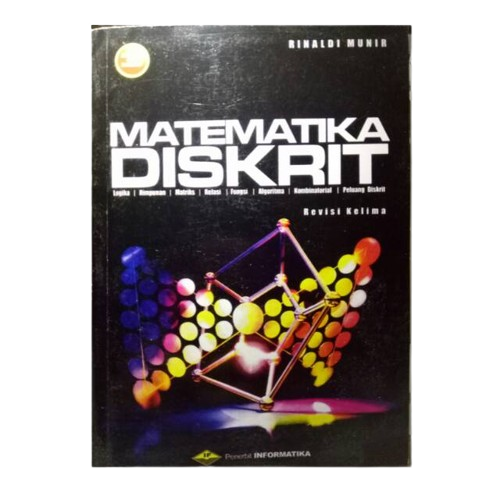 RINALDI MUNIR
MATEMATIKA
DISKRIT
Logika | Himpunan | Matriks | Relasi | Fungsi | Algoritma | Kombinatorial | Peluang Diskrit
Revisi Kelima
Penerbit INFORMATIKA